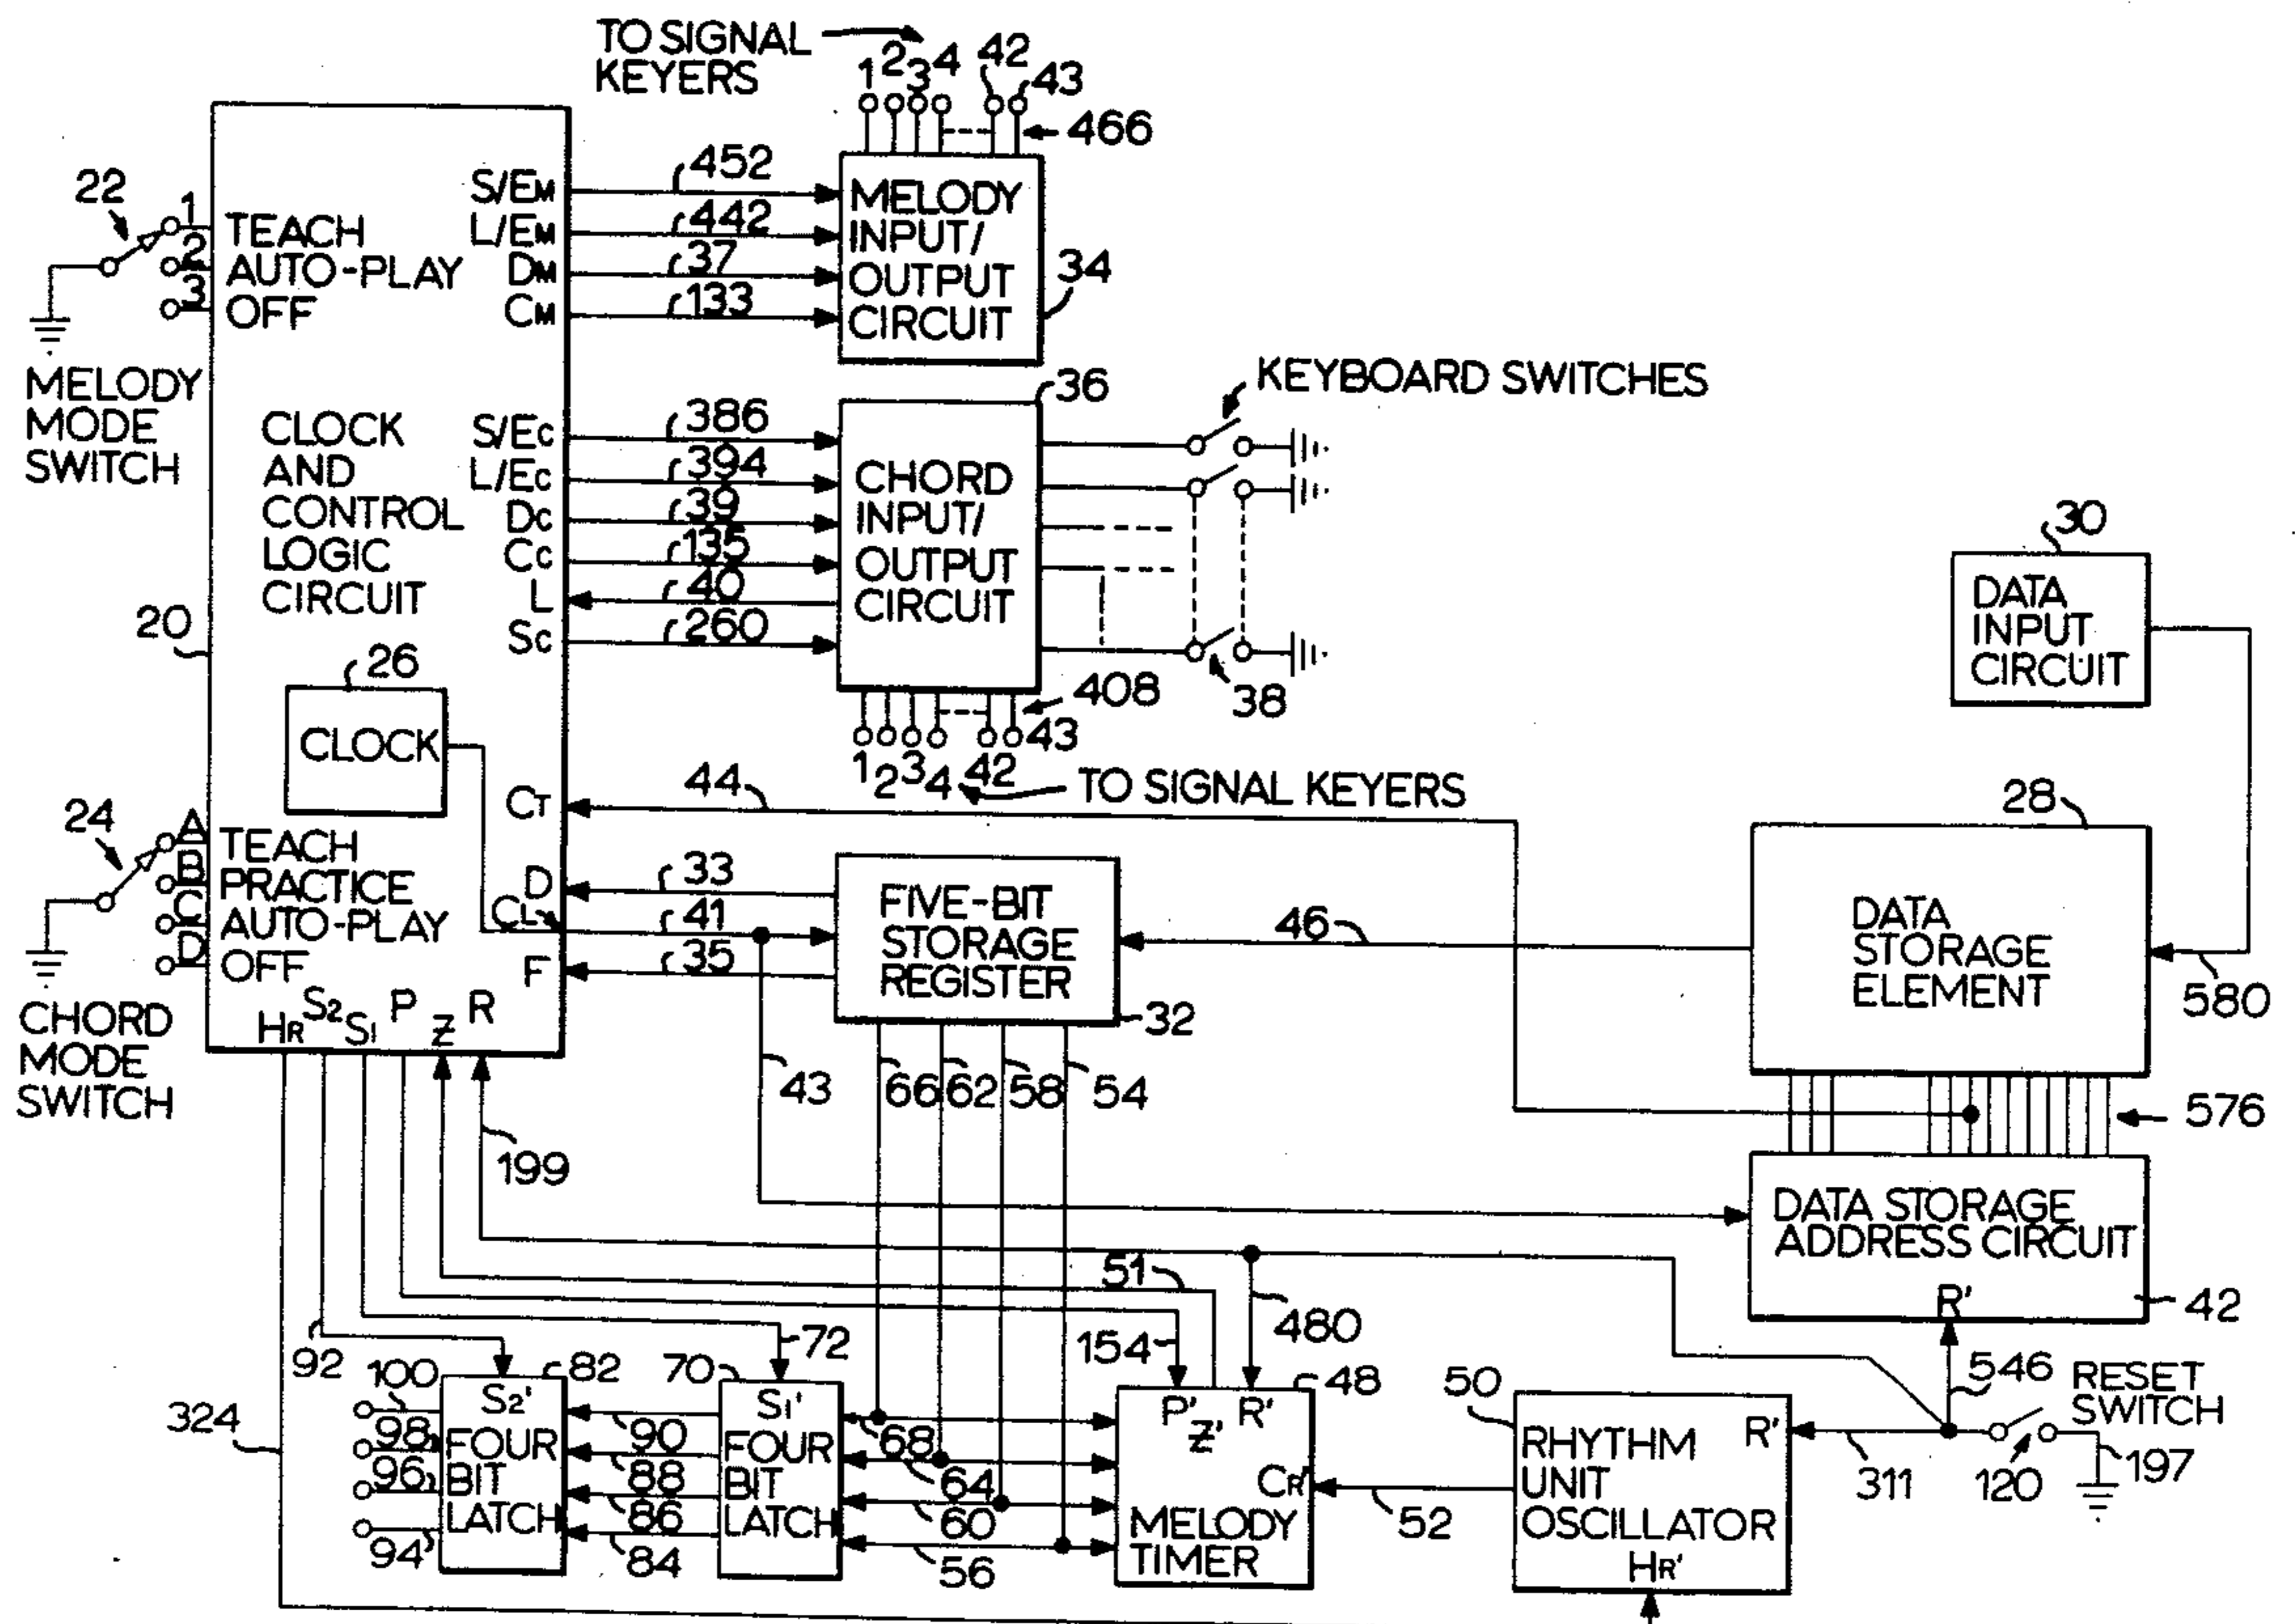 TO SIGNAL
KEYERS
1 2 3 4 42 43
466
22
1
2
3
TEACH
AUTO-PLAY
OFF
MELODY
MODE
SWITCH
S/EM
L/EM
DM
CM
452
442
37
133
MELODY
INPUT/
OUTPUT
CIRCUIT
34
CLOCK
AND
CONTROL
LOGIC
CIRCUIT
20
S/EC
L/EC
DC
CC
L
SC
386
394
39
135
40
260
36
CHORD
INPUT/
OUTPUT
CIRCUIT
KEYBOARD SWITCHES
38
408
1 2 3 4 42 43
TO SIGNAL KEYERS
30
DATA
INPUT
CIRCUIT
26
CLOCK
24
A
B
C
D
TEACH
PRACTICE
AUTO-PLAY
OFF
CHORD
MODE
SWITCH
CT
D
CL
F
44
33
41
35
FIVE-BIT
STORAGE
REGISTER
32
46
28
DATA
STORAGE
ELEMENT
580
HR S2 S1 P Z R
43
66 62 58 54
576
199
DATA STORAGE
ADDRESS CIRCUIT
R'
42
51
480
154
92
72
324
100
98
96
94
82
S2'
FOUR
BIT
LATCH
90
88
86
84
70
S1'
FOUR
BIT
LATCH
68
64
60
56
48
P' Z' R'
CR'
MELODY
TIMER
52
50
RHYTHM
UNIT
OSCILLATOR
R'
HR'
311
546
RESET
SWITCH
120
197